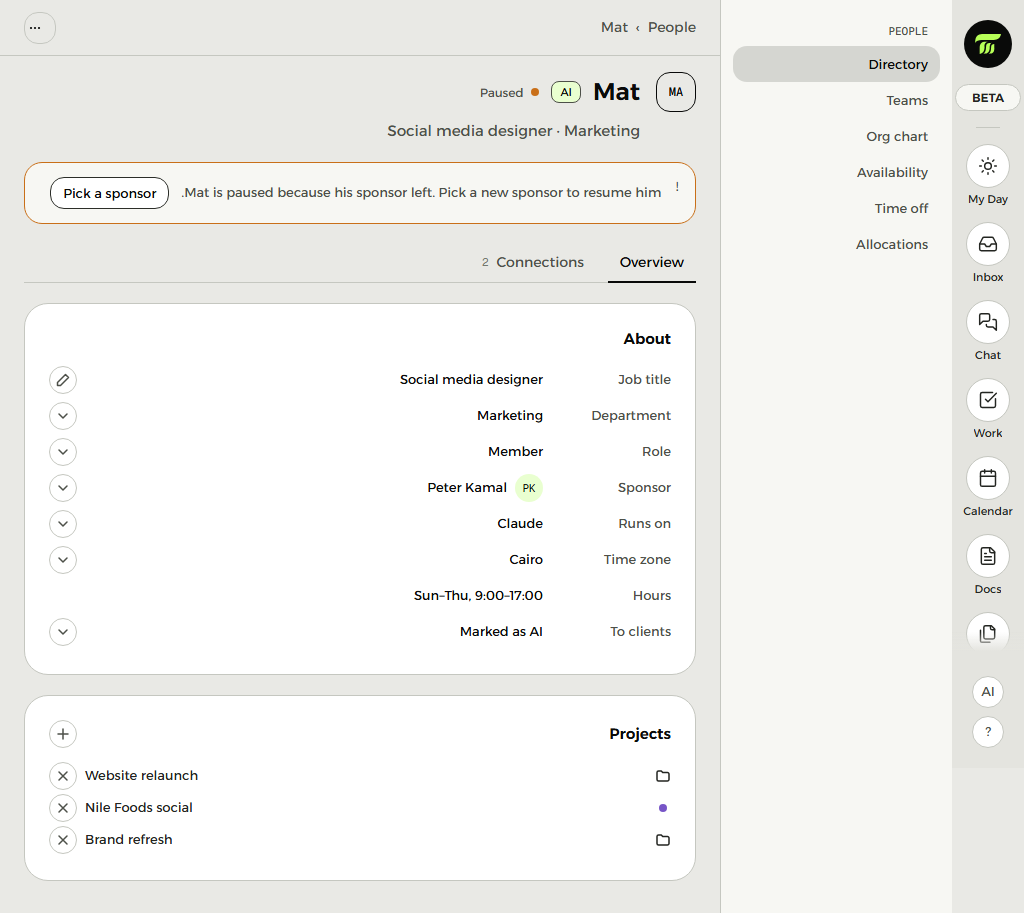 PEOPLE
Directory
Teams
Org chart
Availability
Time off
Allocations
BETA
My Day
Inbox
Chat
Work
Calendar
Docs
AI
?
...
Mat ‹ People
Paused AI Mat MA
Social media designer · Marketing
Pick a sponsor .Mat is paused because his sponsor left. Pick a new sponsor to resume him !
2 Connections Overview
About
Social media designer Job title
Marketing Department
Member Role
Peter Kamal PK Sponsor
Claude Runs on
Cairo Time zone
Sun–Thu, 9:00–17:00 Hours
Marked as AI To clients
Projects
Website relaunch
Nile Foods social
Brand refresh